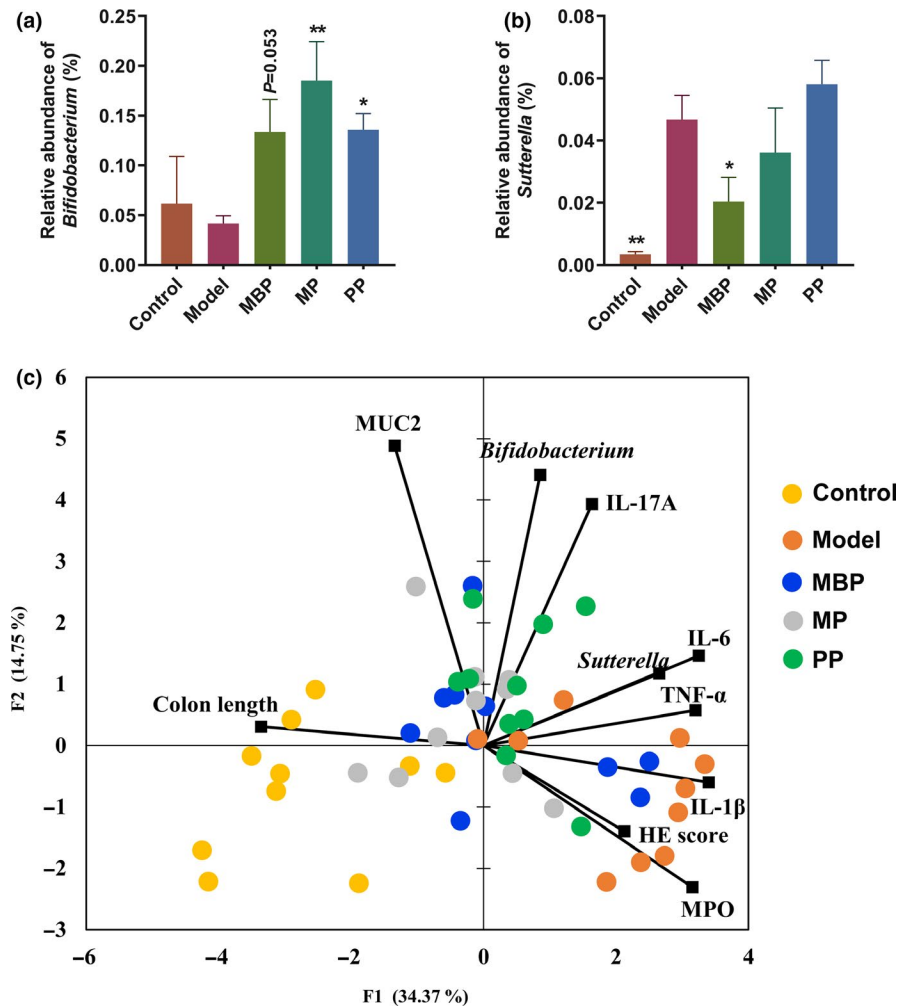 (a)
Relative abundance of
Bifidobacterium (%)
0.25
0.20
0.15
0.10
0.05
0.00
P=0.053
**
*
Control
Model
MBP
MP
PP
(b)
Relative abundance of
Sutterella (%)
0.08
0.06
0.04
0.02
0.00
**
*
Control
Model
MBP
MP
PP
(c)
F2 (14.75 %)
6
5
4
3
2
1
0
−1
−2
−3
MUC2
Bifidobacterium
IL-17A
IL-6
Sutterella
TNF-α
Colon length
IL-1β
HE score
MPO
−6
−4
−2
0
2
4
F1 (34.37 %)
Control
Model
MBP
MP
PP